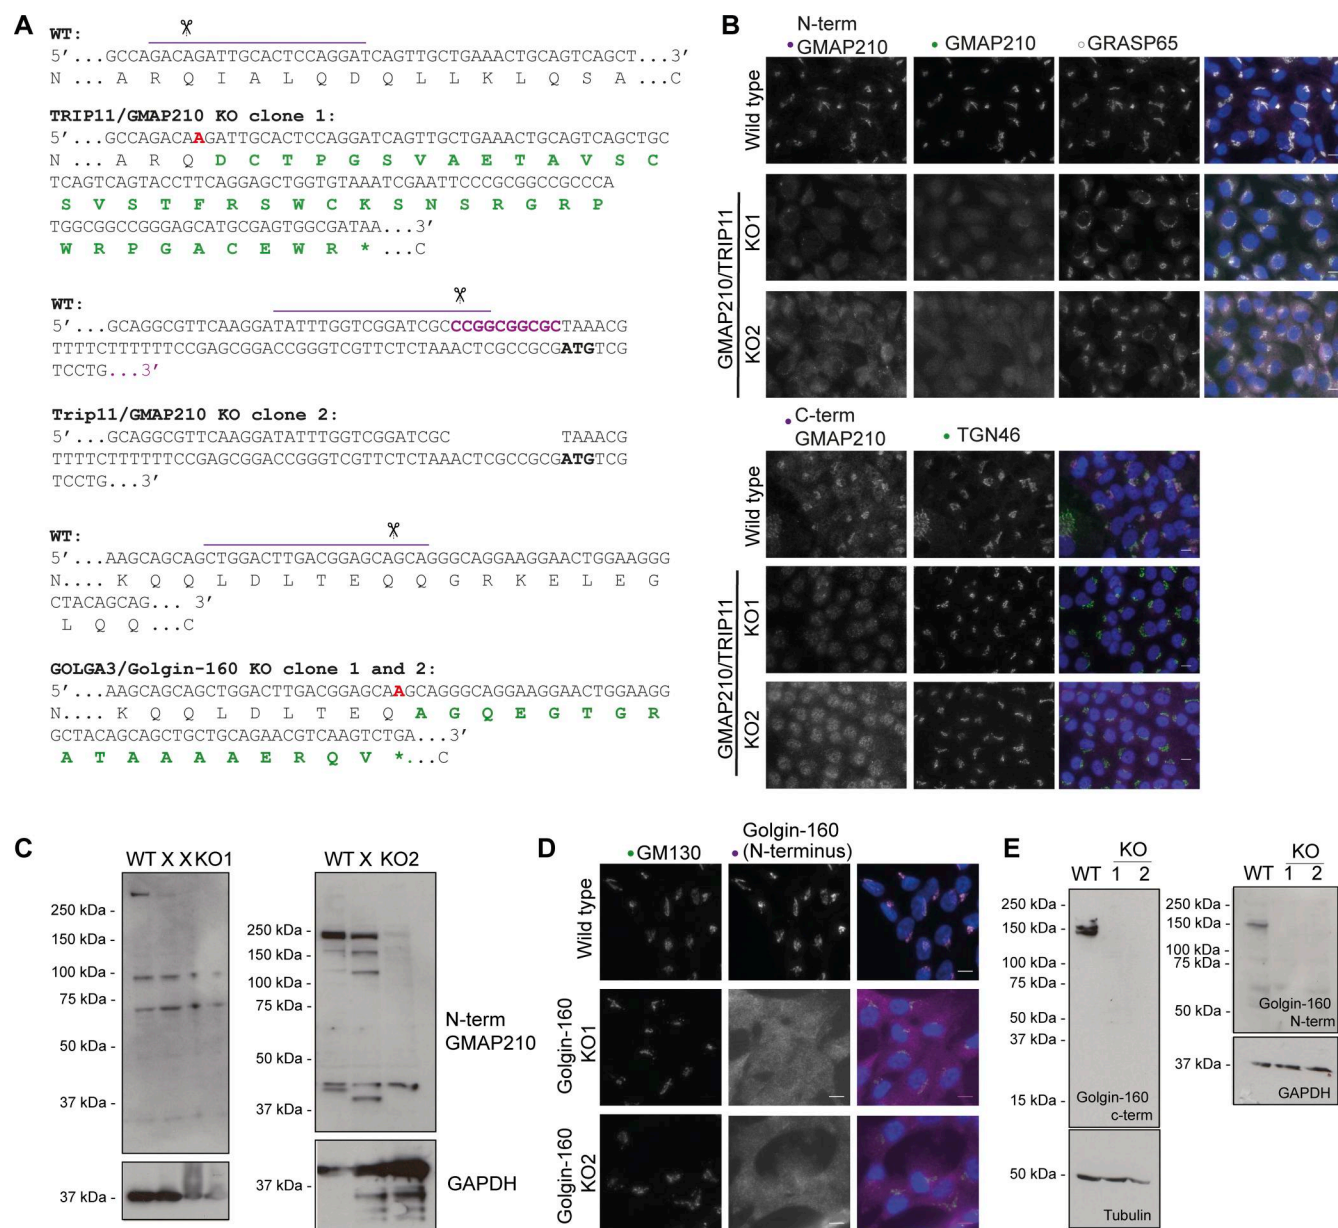 A
WT:
5' ...GCCAGACAGATTGCACTCCAGGATCAGTTGCTGAAACTGCAGTCAGCT... 3'
N ... A R Q I A L Q D Q L L K L Q S A ...C
TRIP11/GMAP210 KO clone 1:
5' ...GCCAGACAAGATTGCACTCCAGGATCAGTTGCTGAAACTGCAGTCAGCTGC
N ... A R Q D C T P G S V A E T A V S C
TCAGTCAGTACCTTCAGGAGCTGGTGTAAATCGAATTCCCGCGGCCGCCCA
S V S T F R S W C K S N S R G R P
TGGCGGCCGGGAGCATGCGAGTGGCGATAA... 3'
W R P G A C E W R * ...C
WT:
5' ...GCAGGCGTTCAAGGATATTTGGTCGGATCGCCCGGCGGCGCTAAACG
TTTTCTTTTTTCCGAGCGGACCGGGTCGTTCTCTAAACTCGCCGCGATGTCG
TCCTG...3'
Trip11/GMAP210 KO clone 2:
5' ...GCAGGCGTTCAAGGATATTTGGTCGGATCGC TAAACG
TTTTCTTTTTTCCGAGCGGACCGGGTCGTTCTCTAAACTCGCCGCGATGTCG
TCCTG...3'
WT:
5' ...AAGCAGCAGCTGGACTTGACGGAGCAGCAGGGCAGGAAGGAACTGGAAGGG
N.... K Q Q L D L T E Q Q G R K E L E G
CTACAGCAG... 3'
L Q Q ...C
GOLGA3/Golgin-160 KO clone 1 and 2:
5' ...AAGCAGCAGCTGGACTTGACGGAGCAAGCAGGGCAGGAAGGAACTGGAAGG
N.... K Q Q L D L T E Q A G Q E G T G R
GCTACAGCAGCTGCTGCAGAACGTCAAGTCTGA...3'
A T A A A A E R Q V *...C
B
N-term
GMAP210
GMAP210
GRASP65
Wild type
GMAP210/TRIP11
KO1
KO2
C-term
GMAP210
TGN46
Wild type
GMAP210/TRIP11
KO1
KO2
C
WT X X KO1
250 kDa -
150 kDa -
100 kDa -
75 kDa -
50 kDa -
37 kDa -
37 kDa -
WT X KO2
250 kDa -
150 kDa -
100 kDa -
75 kDa -
50 kDa -
37 kDa -
37 kDa -
N-term
GMAP210
GAPDH
D
GM130
Golgin-160
(N-terminus)
Wild type
Golgin-160
KO1
Golgin-160
KO2
E
KO
WT 1 2
250 kDa -
150 kDa -
100 kDa -
75 kDa -
50 kDa -
37 kDa -
15 kDa -
Golgin-160
c-term
50 kDa -
Tubulin
KO
WT 1 2
250 kDa -
150 kDa -
100 kDa -
75 kDa -
50 kDa -
Golgin-160
N-term
37 kDa -
GAPDH